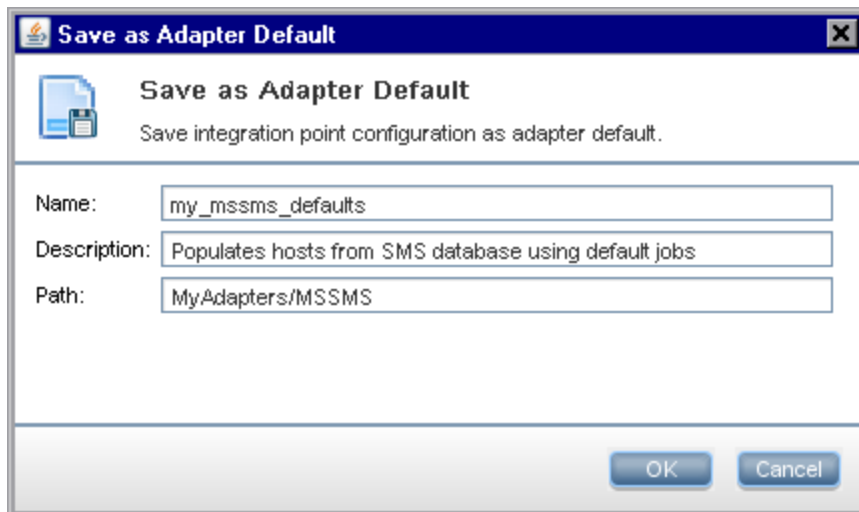 Save as Adapter Default
Save as Adapter Default
Save integration point configuration as adapter default.
Name: my_mssms_defaults
Description: Populates hosts from SMS database using default jobs
Path: MyAdapters/MSSMS
OK Cancel